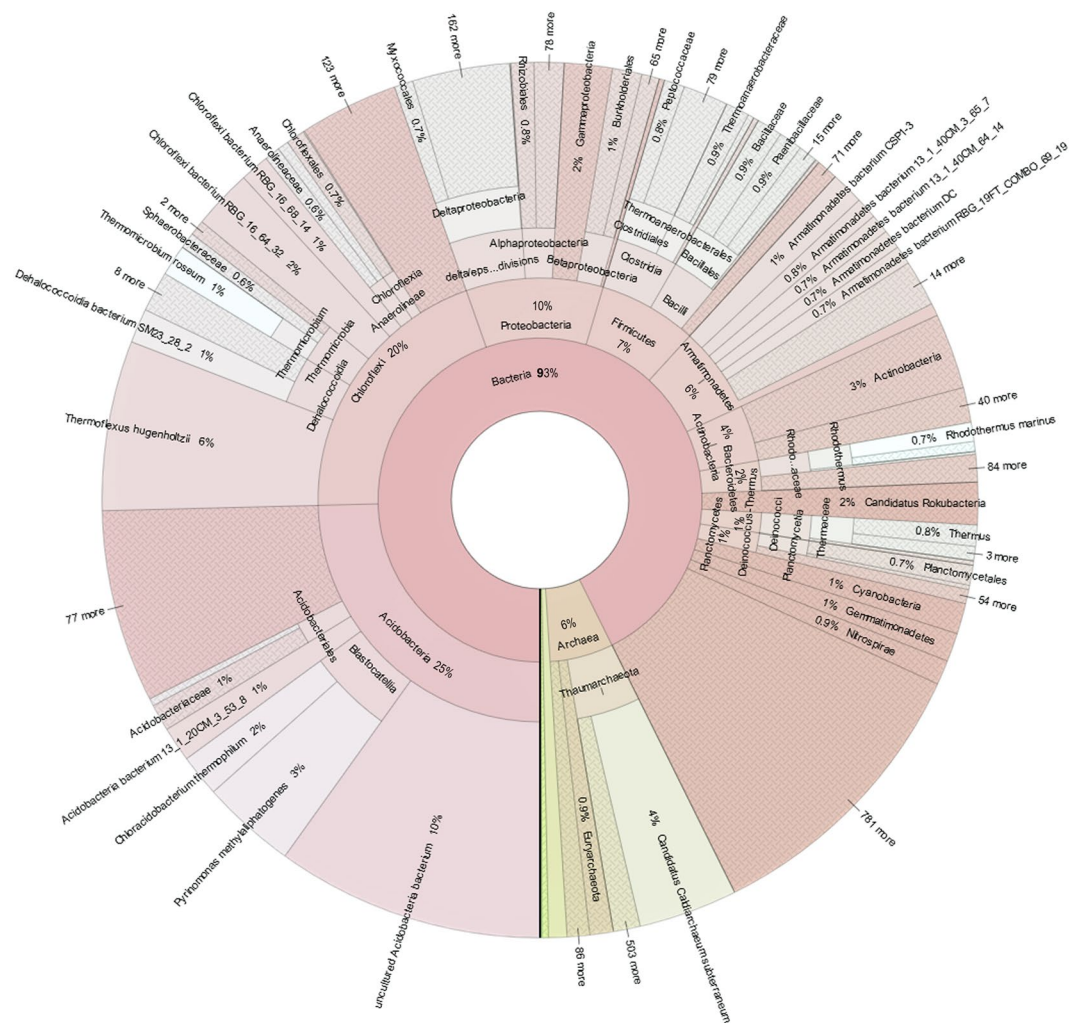 Bacteria 93%
Acidobacteria 25%
uncultured Acidobacteria bacterium 10%
Blastocatellia
Pyrinomonas methylaliphatogenes 3%
Chloracidobacterium thermophilum 2%
Acidobacteria bacterium 13_1_20CM_3_53_8 1%
Acidobacteriales
Acidobacteriaceae 1%
77 more
Chloroflexi 20%
Thermoflexus hugenholtzii 6%
Dehalococcoidia
Dehalococcoidia bacterium SM23_28_2 1%
8 more
Thermomicrobia
Thermomicrobium
Thermomicrobium roseum 1%
Sphaerobacteraceae 0.6%
2 more
Chloroflexi bacterium RBG_16_64_32 2%
Chloroflexi bacterium RBG_16_68_14 1%
Anaerolineae
Anaerolineaceae 0.6%
Chloroflexia
Chloroflexales 0.7%
123 more
10%
Proteobacteria
delta/eps...divisions
Deltaproteobacteria
Myxococcales 0.7%
162 more
Alphaproteobacteria
Rhizobiales 0.8%
78 more
2% Gammaproteobacteria
Betaproteobacteria
1% Burkholderiales
65 more
Firmicutes
7%
Clostridia
Clostridiales
0.8% Peptococcaceae
79 more
Thermoanaerobacterales
0.9% Thermoanaerobacteraceae
Bacilli
Bacillales
0.9% Bacillaceae
0.9% Paenibacillaceae
15 more
71 more
Armatimonadetes
6%
1% Armatimonadetes bacterium CSP1-3
0.8% Armatimonadetes bacterium 13_1_40CM_3_65_7
0.7% Armatimonadetes bacterium 13_1_40CM_64_14
0.7% Armatimonadetes bacterium DC
0.7% Armatimonadetes bacterium RBG_19FT_COMBO_69_19
14 more
4%
Actinobacteria
3% Actinobacteria
40 more
2%
Bacteroidetes
Rhodo...aceae
Rhodothermus
0.7% Rhodothermus marinus
84 more
2% Candidatus Rokubacteria
1%
Deinococcus-Thermus
Deinococci
Thermaceae
0.8% Thermus
3 more
1%
Planctomycetes
Planctomycetia
0.7% Planctomycetales
54 more
1% Cyanobacteria
1% Gemmatimonadetes
0.9% Nitrospirae
781 more
6%
Archaea
Thaumarchaeota
4% Candidatus Caldiarchaeum subterraneum
503 more
0.9% Euryarchaeota
86 more